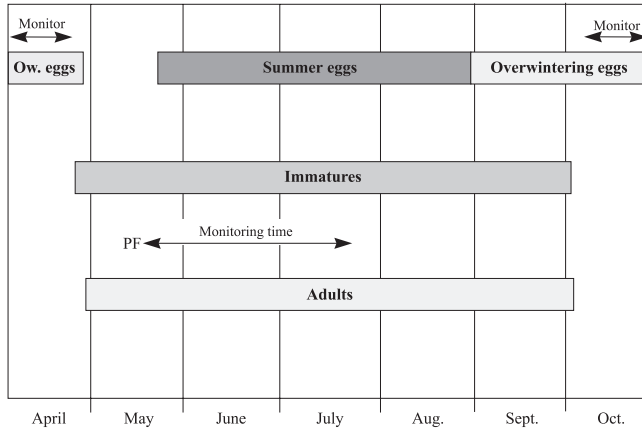 Monitor
Monitor
Ow. eggs
Summer eggs
Overwintering eggs
Immatures
PF
Monitoring time
Adults
April
May
June
July
Aug.
Sept.
Oct.